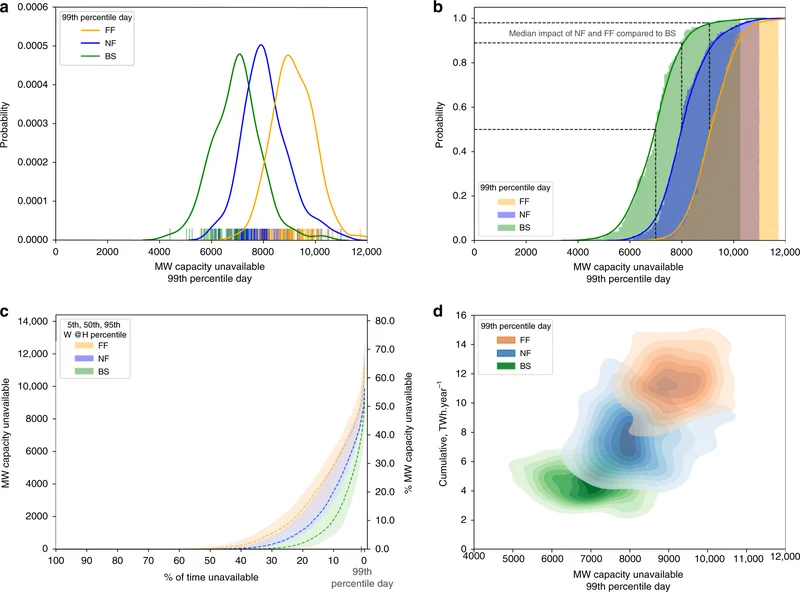 a
0.0006
0.0005
0.0004
0.0003
0.0002
0.0001
0.0000
Probability
99th percentile day
FF
NF
BS
0 2000 4000 6000 8000 10,000 12,000
MW capacity unavailable
99th percentile day
b
1.0
0.8
0.6
0.4
0.2
0.0
Probability
Median impact of NF and FF compared to BS
99th percentile day
FF
NF
BS
0 2000 4000 6000 8000 10,000 12,000
MW capacity unavailable
99th percentile day
c
14,000
12,000
10,000
8000
6000
4000
2000
0
MW capacity unavailable
5th, 50th, 95th
W @H percentile
FF
NF
BS
80.0
70.0
60.0
50.0
40.0
30.0
20.0
10.0
0.0
% MW capacity unavailable
100 90 80 70 60 50 40 30 20 10 0
% of time unavailable
99th
percentile day
d
16
14
12
10
8
6
4
2
0
Cumulative, TWh.year⁻¹
99th percentile day
FF
NF
BS
4000 5000 6000 7000 8000 9000 10,000 11,000 12,000
MW capacity unavailable
99th percentile day